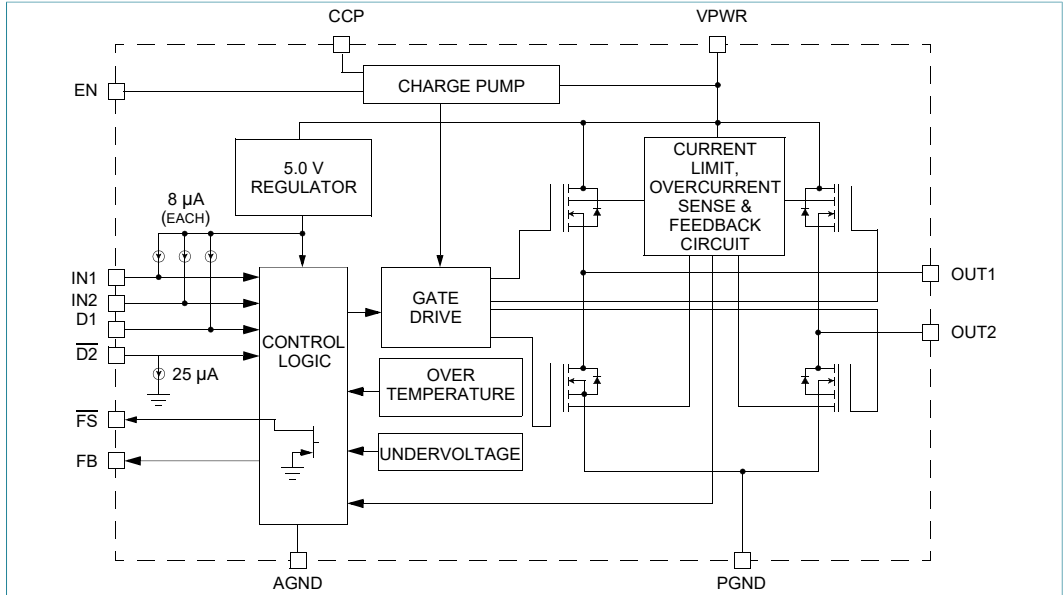 CCP
VPWR
EN
CHARGE PUMP
5.0 V
REGULATOR
CURRENT
LIMIT,
OVERCURRENT
SENSE &
FEEDBACK
CIRCUIT
8 µA
(EACH)
IN1
IN2
D1
D2
25 µA
FS
FB
CONTROL
LOGIC
GATE
DRIVE
OVER
TEMPERATURE
UNDERVOLTAGE
OUT1
OUT2
AGND
PGND